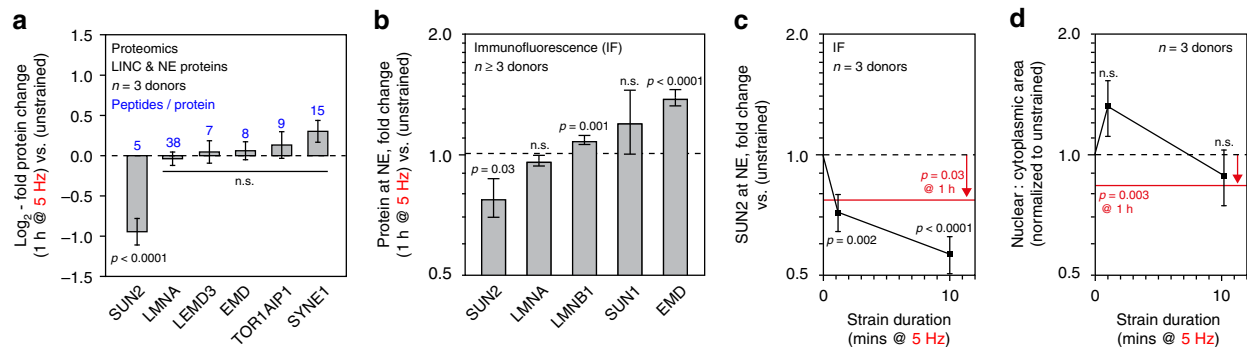 a
Log2 - fold protein change
(1 h @ 5 Hz) vs. (unstrained)
1.5
1.0
0.5
0.0
–0.5
–1.0
–1.5
Proteomics
LINC & NE proteins
n = 3 donors
Peptides / protein
5
38
7
8
9
15
n.s.
p < 0.0001
SUN2
LMNA
LEMD3
EMD
TOR1AIP1
SYNE1
b
Protein at NE, fold change
(1 h @ 5 Hz) vs. (unstrained)
2.0
1.0
0.5
Immunofluorescence (IF)
n ≥ 3 donors
p = 0.03
n.s.
p = 0.001
n.s.
p < 0.0001
SUN2
LMNA
LMNB1
SUN1
EMD
c
SUN2 at NE, fold change
vs. (unstrained)
2.0
1.0
0.5
IF
n = 3 donors
p = 0.03
@ 1 h
p = 0.002
p < 0.0001
0
10
Strain duration
(mins @ 5 Hz)
d
Nuclear : cytoplasmic area
(normalized to unstrained)
2.0
1.0
0.5
n = 3 donors
n.s.
n.s.
p = 0.003
@ 1 h
0
10
Strain duration
(mins @ 5 Hz)